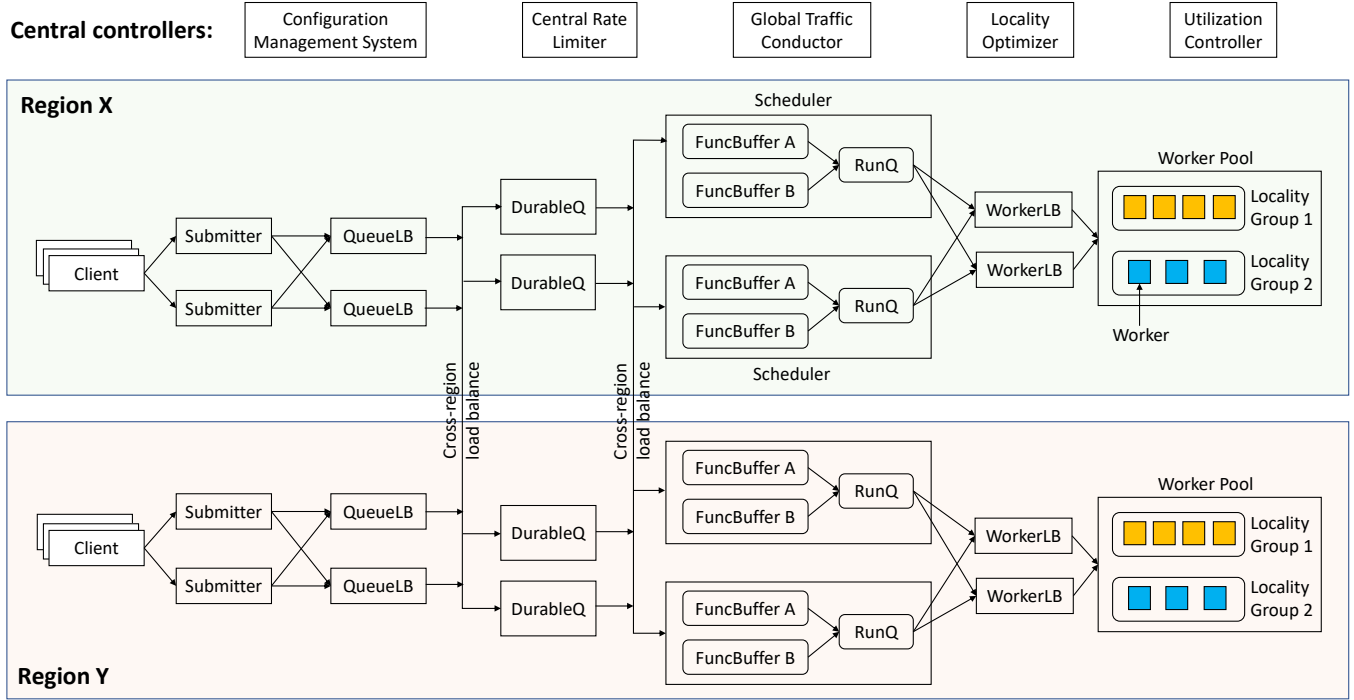 Central controllers:
Configuration
Management System
Central Rate
Limiter
Global Traffic
Conductor
Locality
Optimizer
Utilization
Controller
Region X
Client
Submitter
Submitter
QueueLB
QueueLB
DurableQ
DurableQ
Scheduler
FuncBuffer A
FuncBuffer B
RunQ
FuncBuffer A
FuncBuffer B
RunQ
Scheduler
WorkerLB
WorkerLB
Worker Pool
Locality
Group 1
Locality
Group 2
Worker
Cross-region
load balance
Cross-region
load balance
Client
Submitter
Submitter
QueueLB
QueueLB
DurableQ
DurableQ
FuncBuffer A
FuncBuffer B
RunQ
FuncBuffer A
FuncBuffer B
RunQ
WorkerLB
WorkerLB
Worker Pool
Locality
Group 1
Locality
Group 2
Region Y